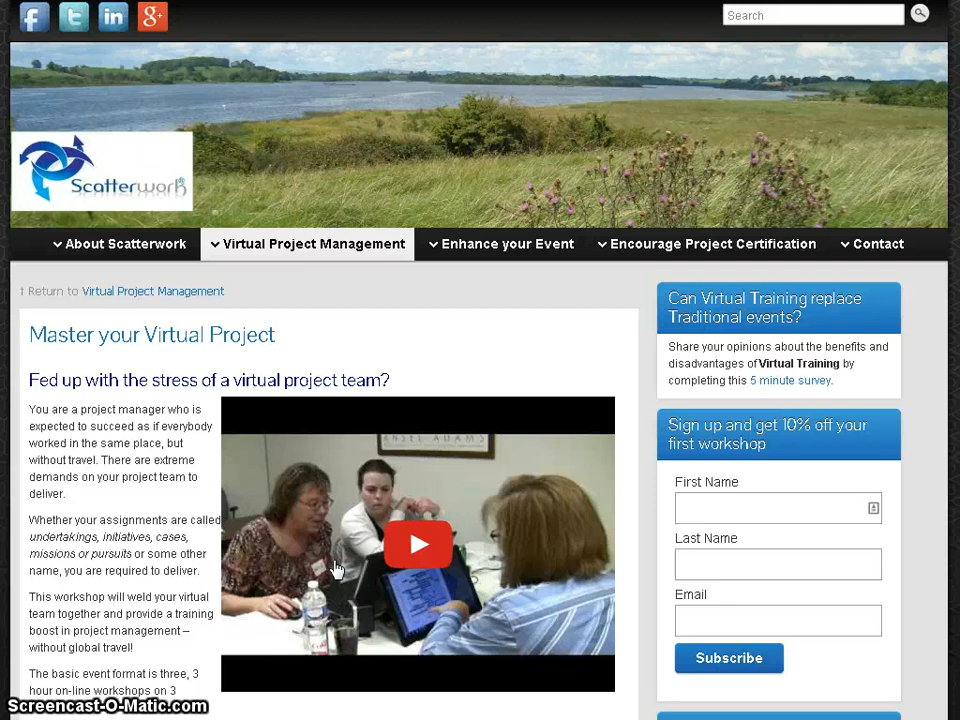 Search
Scatterwork
About Scatterwork
Virtual Project Management
Enhance your Event
Encourage Project Certification
Contact
↑ Return to Virtual Project Management
Master your Virtual Project
Fed up with the stress of a virtual project team?
You are a project manager who is
expected to succeed as if everybody
worked in the same place, but
without travel. There are extreme
demands on your project team to
deliver.
Whether your assignments are called
undertakings, initiatives, cases,
missions or pursuits or some other
name, you are required to deliver.
This workshop will weld your virtual
team together and provide a training
boost in project management –
without global travel!
The basic event format is three, 3
hour on-line workshops on 3
ANSEL ADAMS
Can Virtual Training replace
Traditional events?
Share your opinions about the benefits and
disadvantages of Virtual Training by
completing this 5 minute survey.
Sign up and get 10% off your
first workshop
First Name
Last Name
Email
Subscribe
Screencast-O-Matic.com